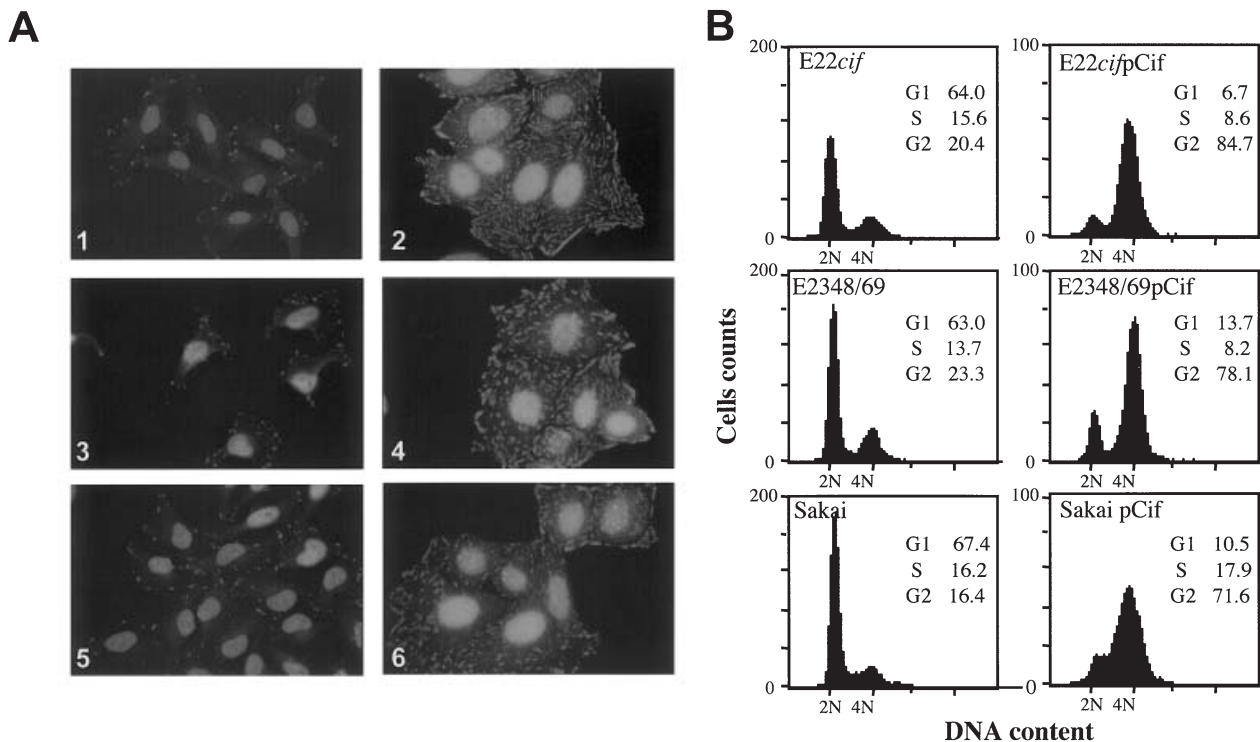 A
1
2
3
4
5
6
B
Cells counts
200
E22cif
G1 64.0
S 15.6
G2 20.4
0
2N 4N
100
E22cifpCif
G1 6.7
S 8.6
G2 84.7
0
2N 4N
200
E2348/69
G1 63.0
S 13.7
G2 23.3
0
2N 4N
100
E2348/69pCif
G1 13.7
S 8.2
G2 78.1
0
2N 4N
200
Sakai
G1 67.4
S 16.2
G2 16.4
0
2N 4N
100
Sakai pCif
G1 10.5
S 17.9
G2 71.6
0
2N 4N
DNA content